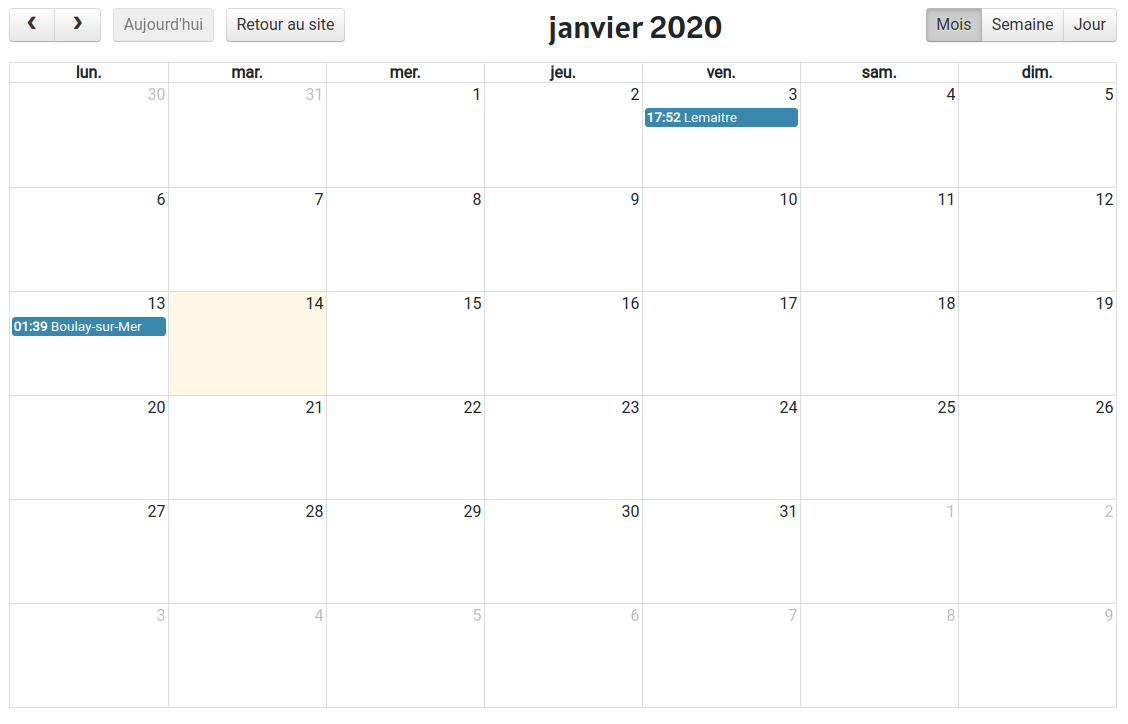 Aujourd'hui Retour au site janvier 2020 Mois Semaine Jour
lun. mar. mer. jeu. ven. sam. dim.
30 31 1 2 3 4 5
17:52 Lemaitre
6 7 8 9 10 11 12
13 14 15 16 17 18 19
01:39 Boulay-sur-Mer
20 21 22 23 24 25 26
27 28 29 30 31 1 2
3 4 5 6 7 8 9